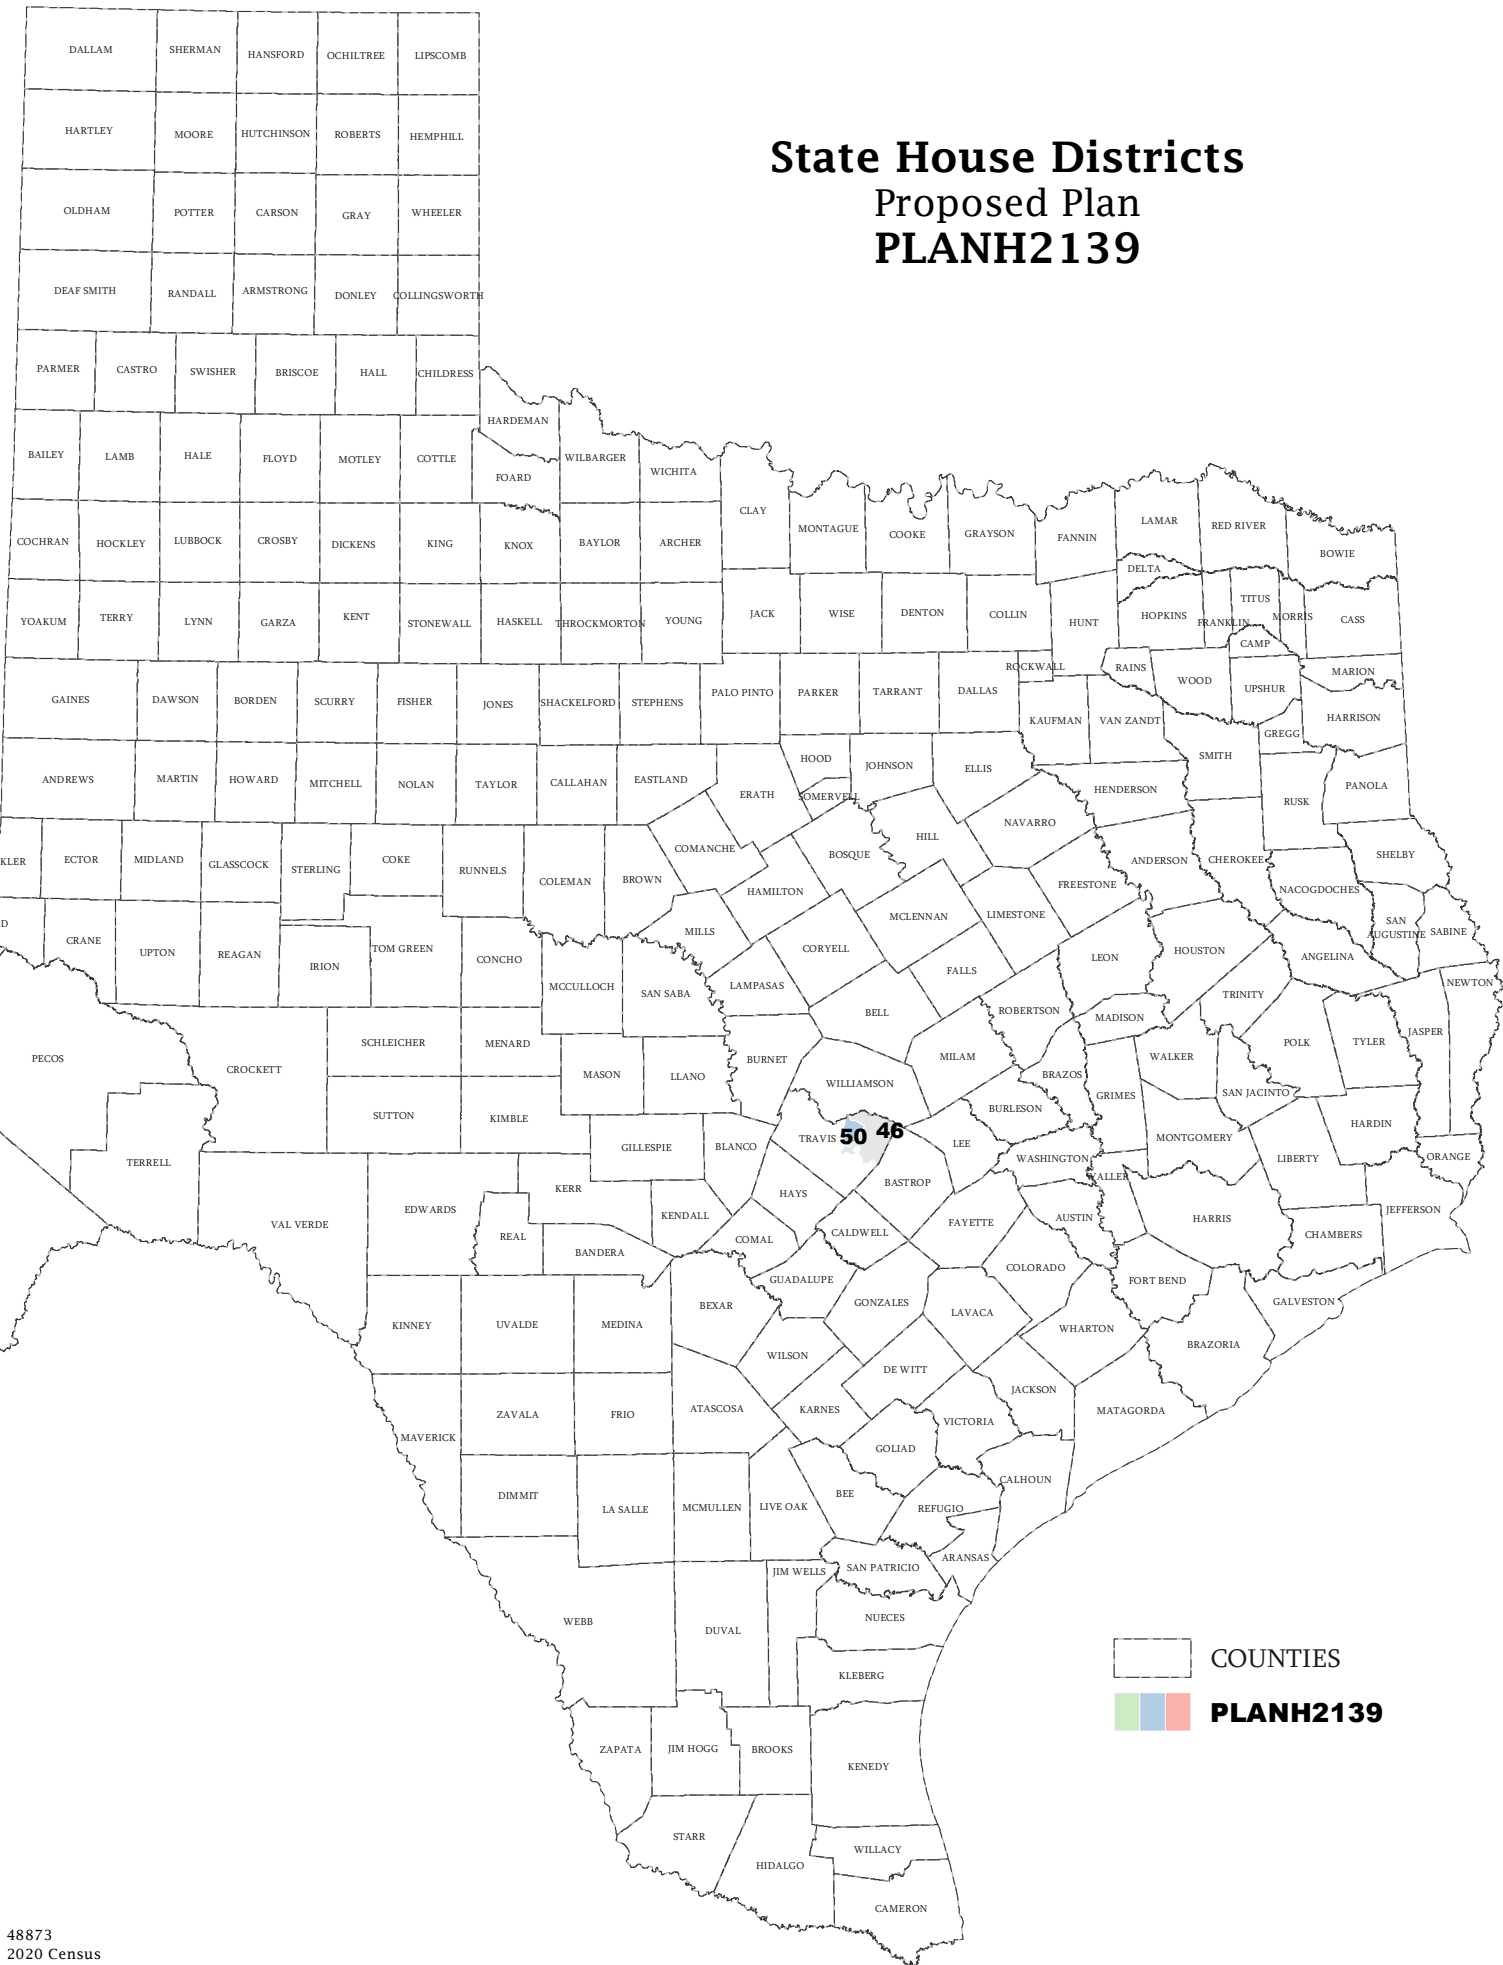 State House Districts
Proposed Plan
PLANH2139
DALLAM
SHERMAN
HANSFORD
OCHILTREE
LIPSCOMB
HARTLEY
MOORE
HUTCHINSON
ROBERTS
HEMPHILL
OLDHAM
POTTER
CARSON
GRAY
WHEELER
DEAF SMITH
RANDALL
ARMSTRONG
DONLEY
COLLINGSWORTH
PARMER
CASTRO
SWISHER
BRISCOE
HALL
CHILDRESS
HARDEMAN
BAILEY
LAMB
HALE
FLOYD
MOTLEY
COTTLE
FOARD
WILBARGER
WICHITA
CLAY
MONTAGUE
COOKE
GRAYSON
FANNIN
LAMAR
RED RIVER
BOWIE
COCHRAN
HOCKLEY
LUBBOCK
CROSBY
DICKENS
KING
KNOX
BAYLOR
ARCHER
DELTA
YOAKUM
TERRY
LYNN
GARZA
KENT
STONEWALL
HASKELL
THROCKMORTON
YOUNG
JACK
WISE
DENTON
COLLIN
HUNT
HOPKINS
FRANKLIN
TITUS
MORRIS
CASS
CAMP
GAINES
DAWSON
BORDEN
SCURRY
FISHER
JONES
SHACKELFORD
STEPHENS
PALO PINTO
PARKER
TARRANT
DALLAS
ROCKWALL
RAINS
WOOD
UPSHUR
MARION
KAUFMAN
VAN ZANDT
GREGG
HARRISON
ANDREWS
MARTIN
HOWARD
MITCHELL
NOLAN
TAYLOR
CALLAHAN
EASTLAND
ERATH
HOOD
SOMERVELL
JOHNSON
ELLIS
HENDERSON
SMITH
RUSK
PANOLA
KLER
ECTOR
MIDLAND
GLASSCOCK
STERLING
COKE
RUNNELS
COLEMAN
BROWN
COMANCHE
HAMILTON
BOSQUE
HILL
NAVARRO
ANDERSON
CHEROKEE
SHELBY
NACOGDOCHES
FREESTONE
LIMESTONE
MCLENNAN
D
CRANE
UPTON
REAGAN
IRION
TOM GREEN
CONCHO
MCCULLOCH
SAN SABA
MILLS
LAMPASAS
CORYELL
FALLS
LEON
HOUSTON
ANGELINA
SAN
AUGUSTINE
SABINE
NEWTON
TRINITY
BELL
ROBERTSON
MADISON
PECOS
CROCKETT
SCHLEICHER
MENARD
MASON
LLANO
BURNET
WILLIAMSON
MILAM
BRAZOS
WALKER
POLK
TYLER
JASPER
GRIMES
SAN JACINTO
TERRELL
SUTTON
KIMBLE
GILLESPIE
BLANCO
TRAVIS
50
46
LEE
BURLESON
WASHINGTON
MONTGOMERY
LIBERTY
HARDIN
ORANGE
WALLER
VAL VERDE
EDWARDS
REAL
KERR
KENDALL
BANDERA
HAYS
COMAL
BASTROP
CALDWELL
FAYETTE
AUSTIN
HARRIS
CHAMBERS
JEFFERSON
KINNEY
UVALDE
MEDINA
BEXAR
GUADALUPE
GONZALES
LAVACA
COLORADO
FORT BEND
GALVESTON
WHARTON
BRAZORIA
WILSON
DE WITT
JACKSON
MATAGORDA
MAVERICK
ZAVALA
FRIO
ATASCOSA
KARNES
GOLIAD
VICTORIA
CALHOUN
DIMMIT
LA SALLE
MCMULLEN
LIVE OAK
BEE
REFUGIO
ARANSAS
SAN PATRICIO
WEBB
DUVAL
JIM WELLS
NUECES
KLEBERG
ZAPATA
JIM HOGG
BROOKS
KENEDY
STARR
HIDALGO
WILLACY
CAMERON
COUNTIES
PLANH2139
48873
2020 Census